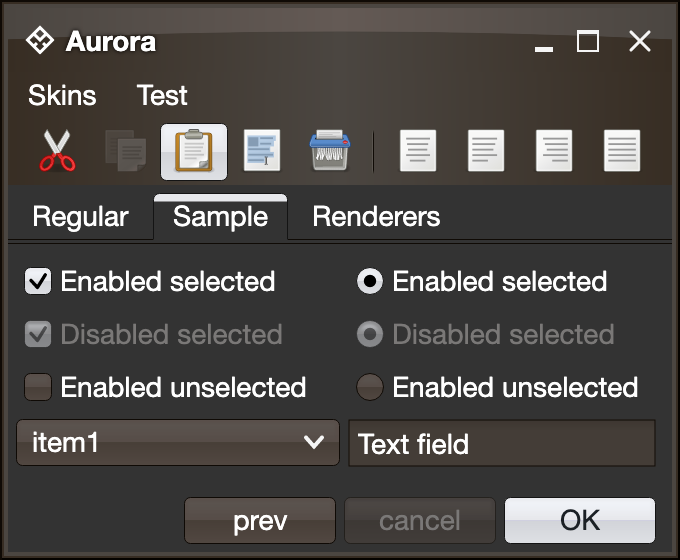 Aurora
Skins Test
Regular Sample Renderers
Enabled selected Enabled selected
Disabled selected Disabled selected
Enabled unselected Enabled unselected
item1 Text field
prev cancel OK